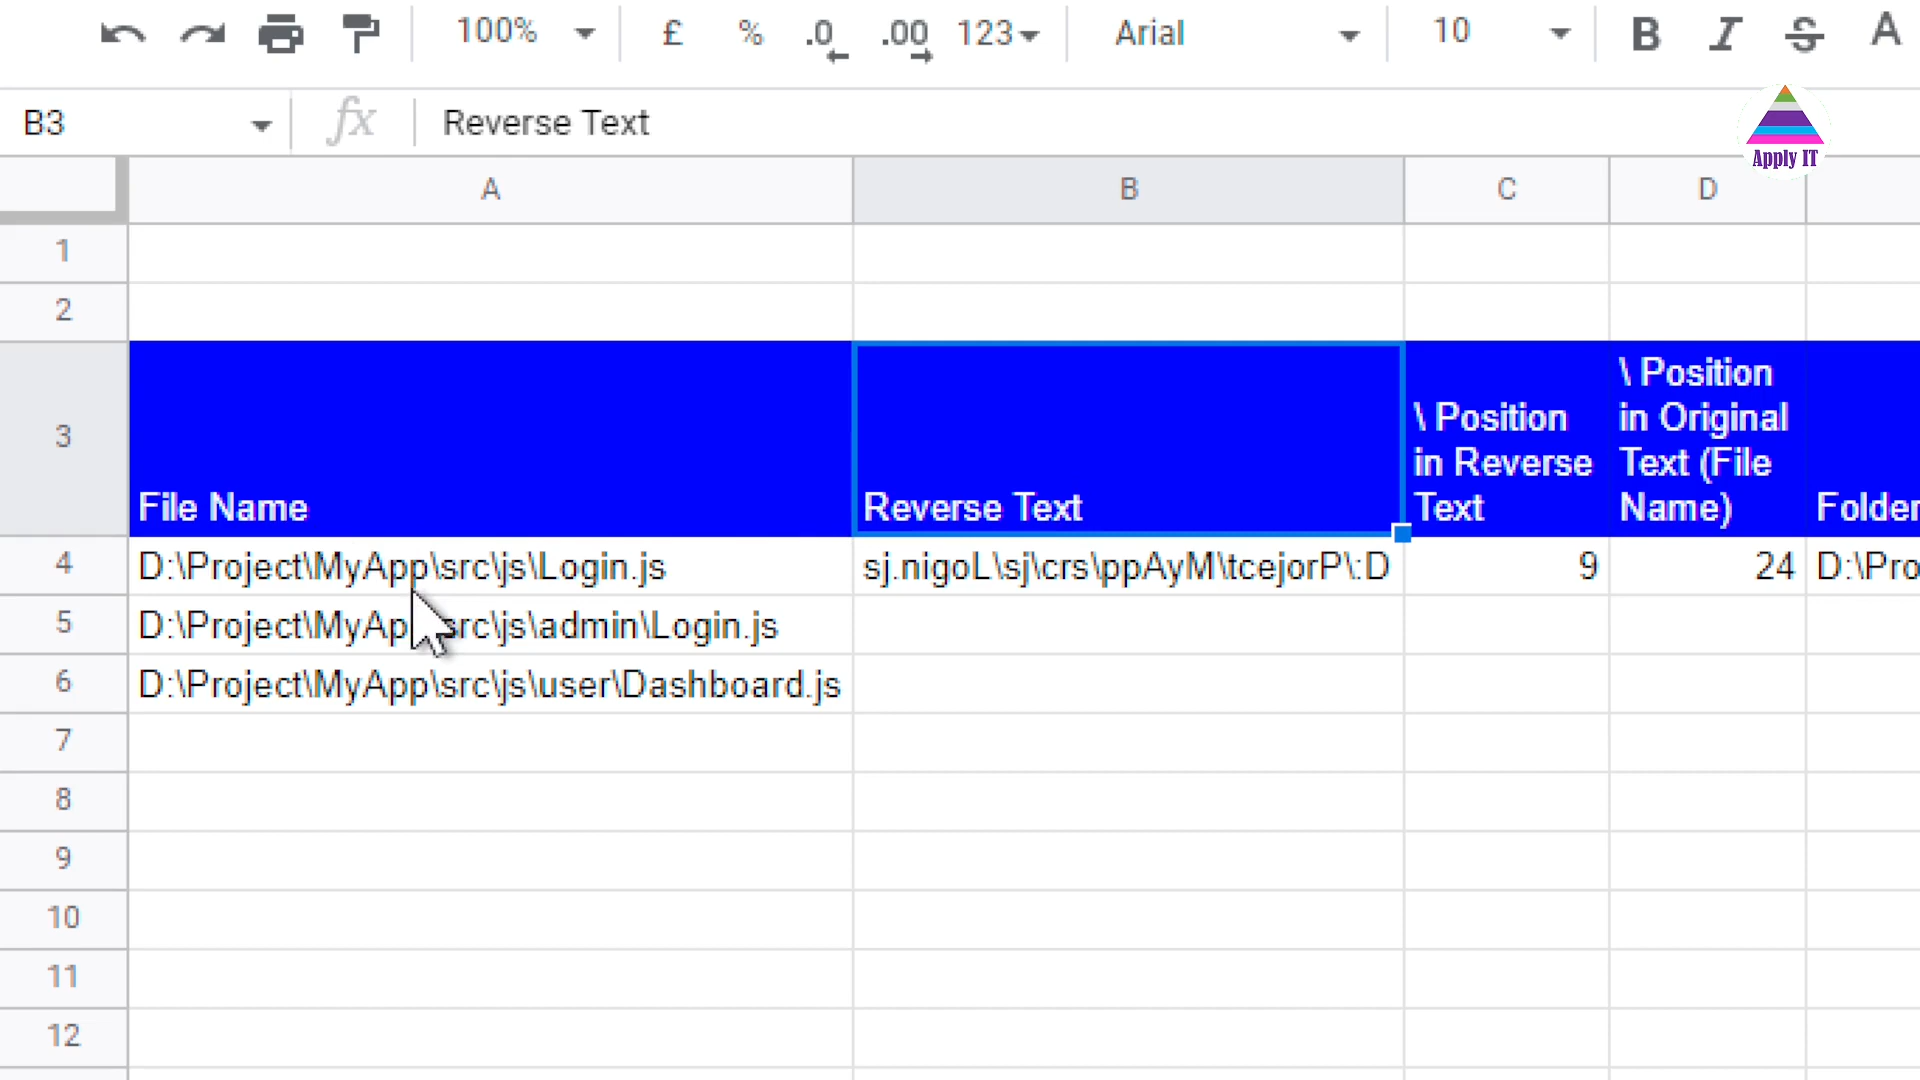 100% £ % .0 .00 123 Arial 10 B I S A
B3 fx Reverse Text
Apply IT
A B C D
1
2
3 File Name Reverse Text \ Position in Reverse Text \ Position in Original Text (File Name) Folder
4 D:\Project\MyApp\src\js\Login.js sj.nigoL\sj\crs\ppAyM\tcejorP\:D 9 24 D:\Pro
5 D:\Project\MyApp\src\js\admin\Login.js
6 D:\Project\MyApp\src\js\user\Dashboard.js
7
8
9
10
11
12